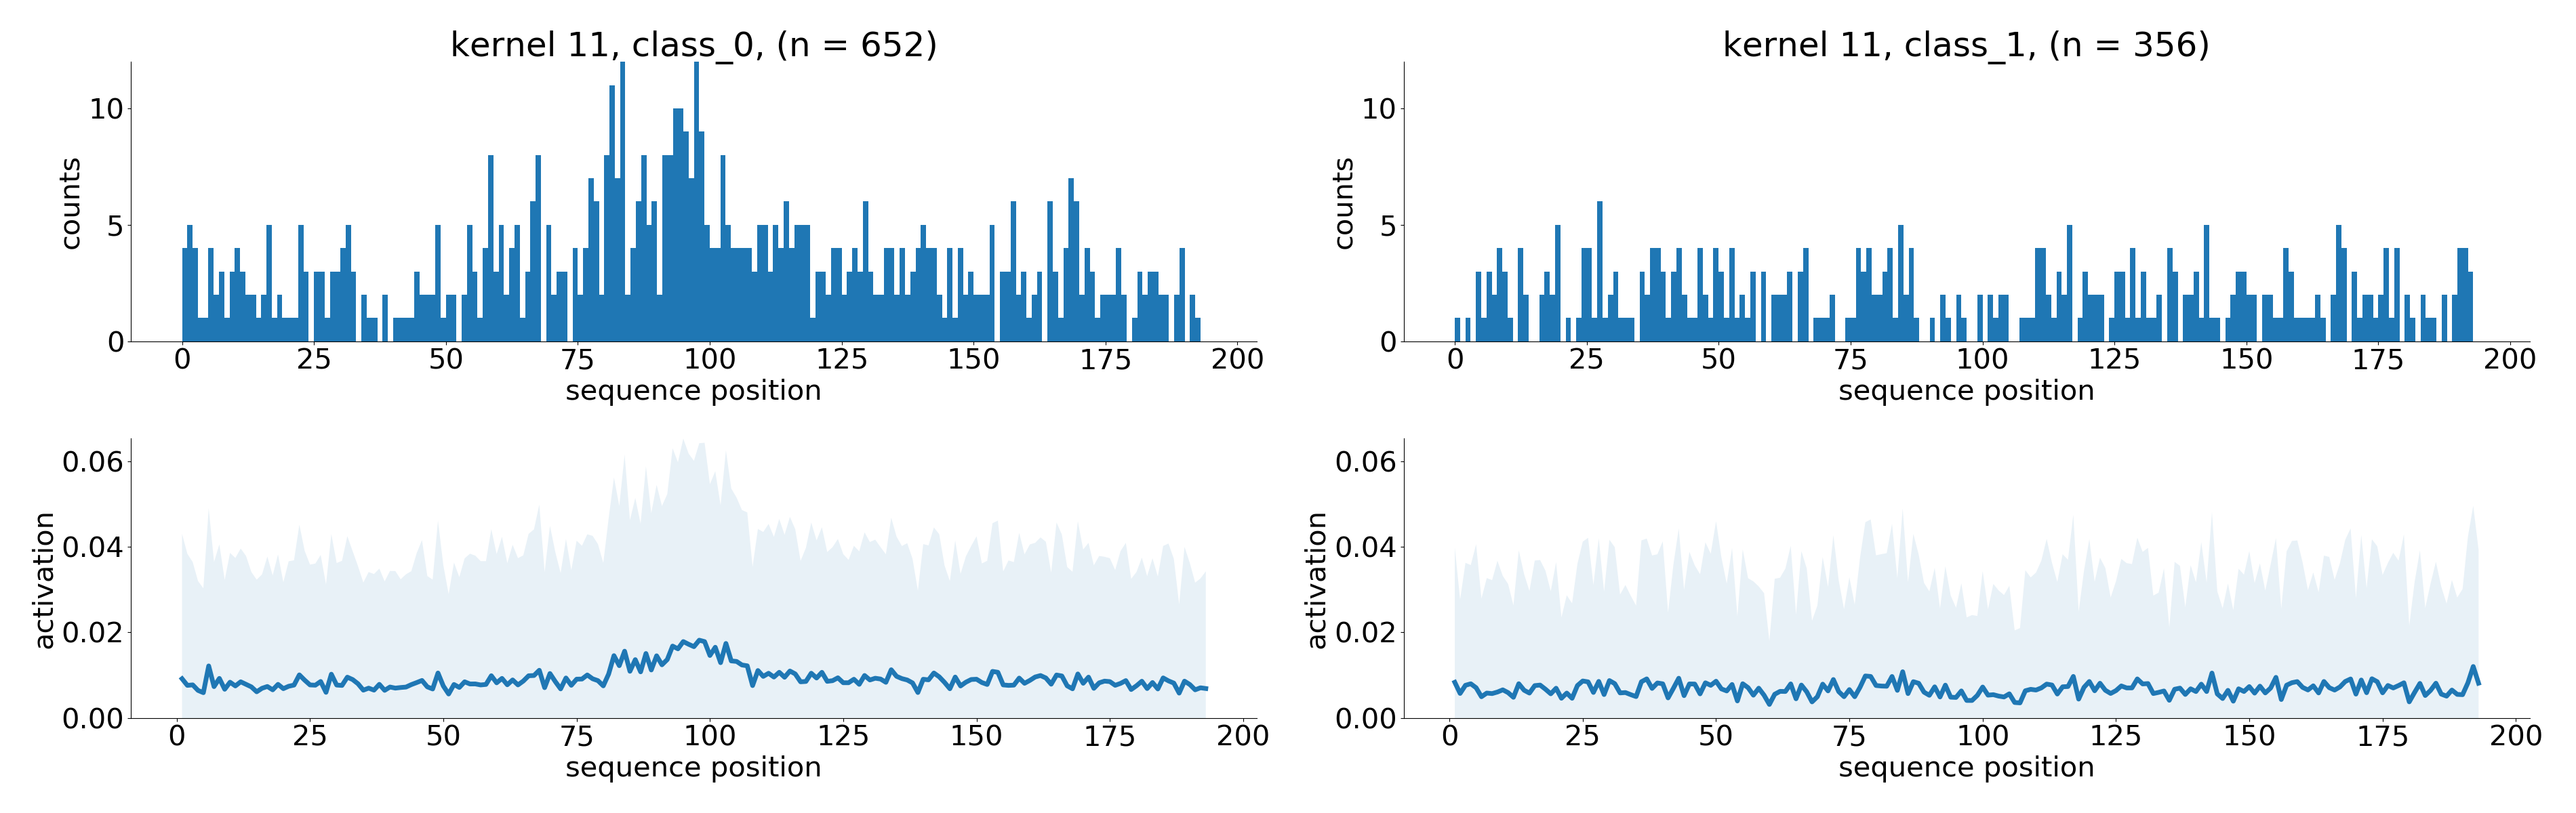 kernel 11, class_0, (n = 652)
counts
10
5
0
0 25 50 75 100 125 150 175 200
sequence position
kernel 11, class_1, (n = 356)
counts
10
5
0
0 25 50 75 100 125 150 175 200
sequence position
activation
0.06
0.04
0.02
0.00
0 25 50 75 100 125 150 175 200
sequence position
activation
0.06
0.04
0.02
0.00
0 25 50 75 100 125 150 175 200
sequence position